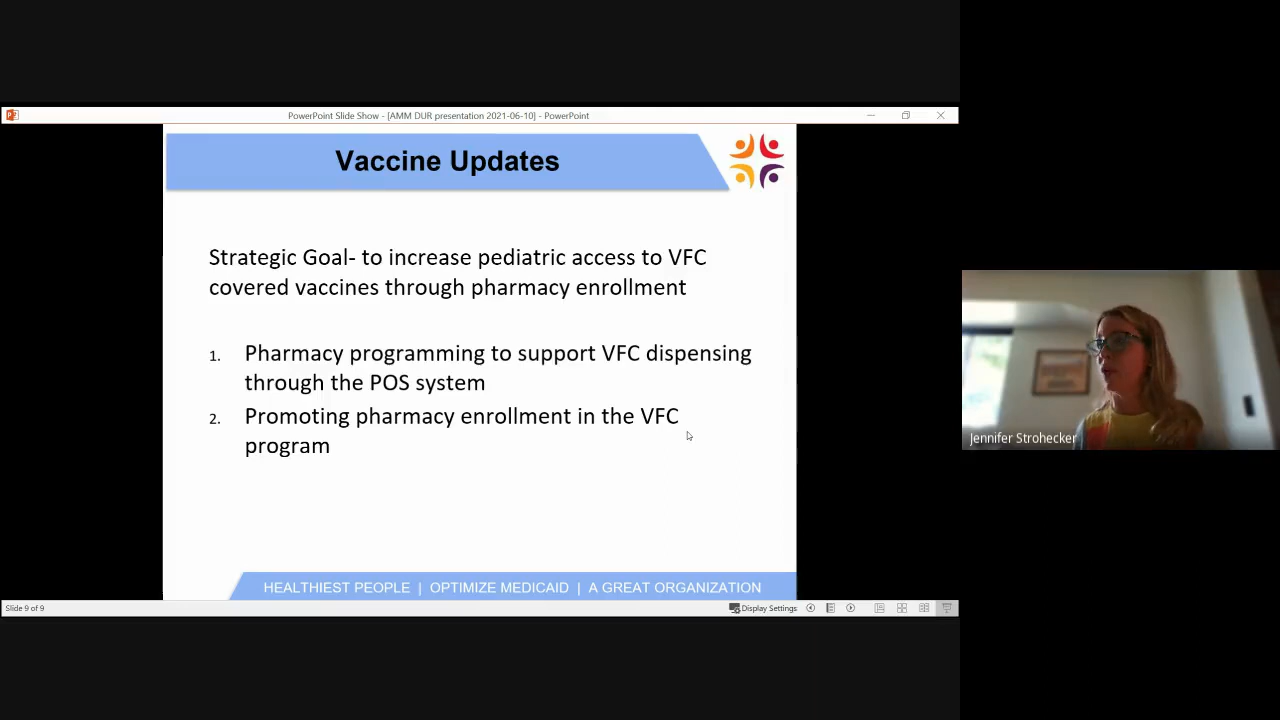 PowerPoint Slide Show - [AMM DUR presentation 2021-06-10] - PowerPoint
Vaccine Updates
Strategic Goal- to increase pediatric access to VFC
covered vaccines through pharmacy enrollment
1. Pharmacy programming to support VFC dispensing
through the POS system
2. Promoting pharmacy enrollment in the VFC
program
HEALTHIEST PEOPLE | OPTIMIZE MEDICAID | A GREAT ORGANIZATION
Slide 9 of 9
Display Settings
Jennifer Strohecker